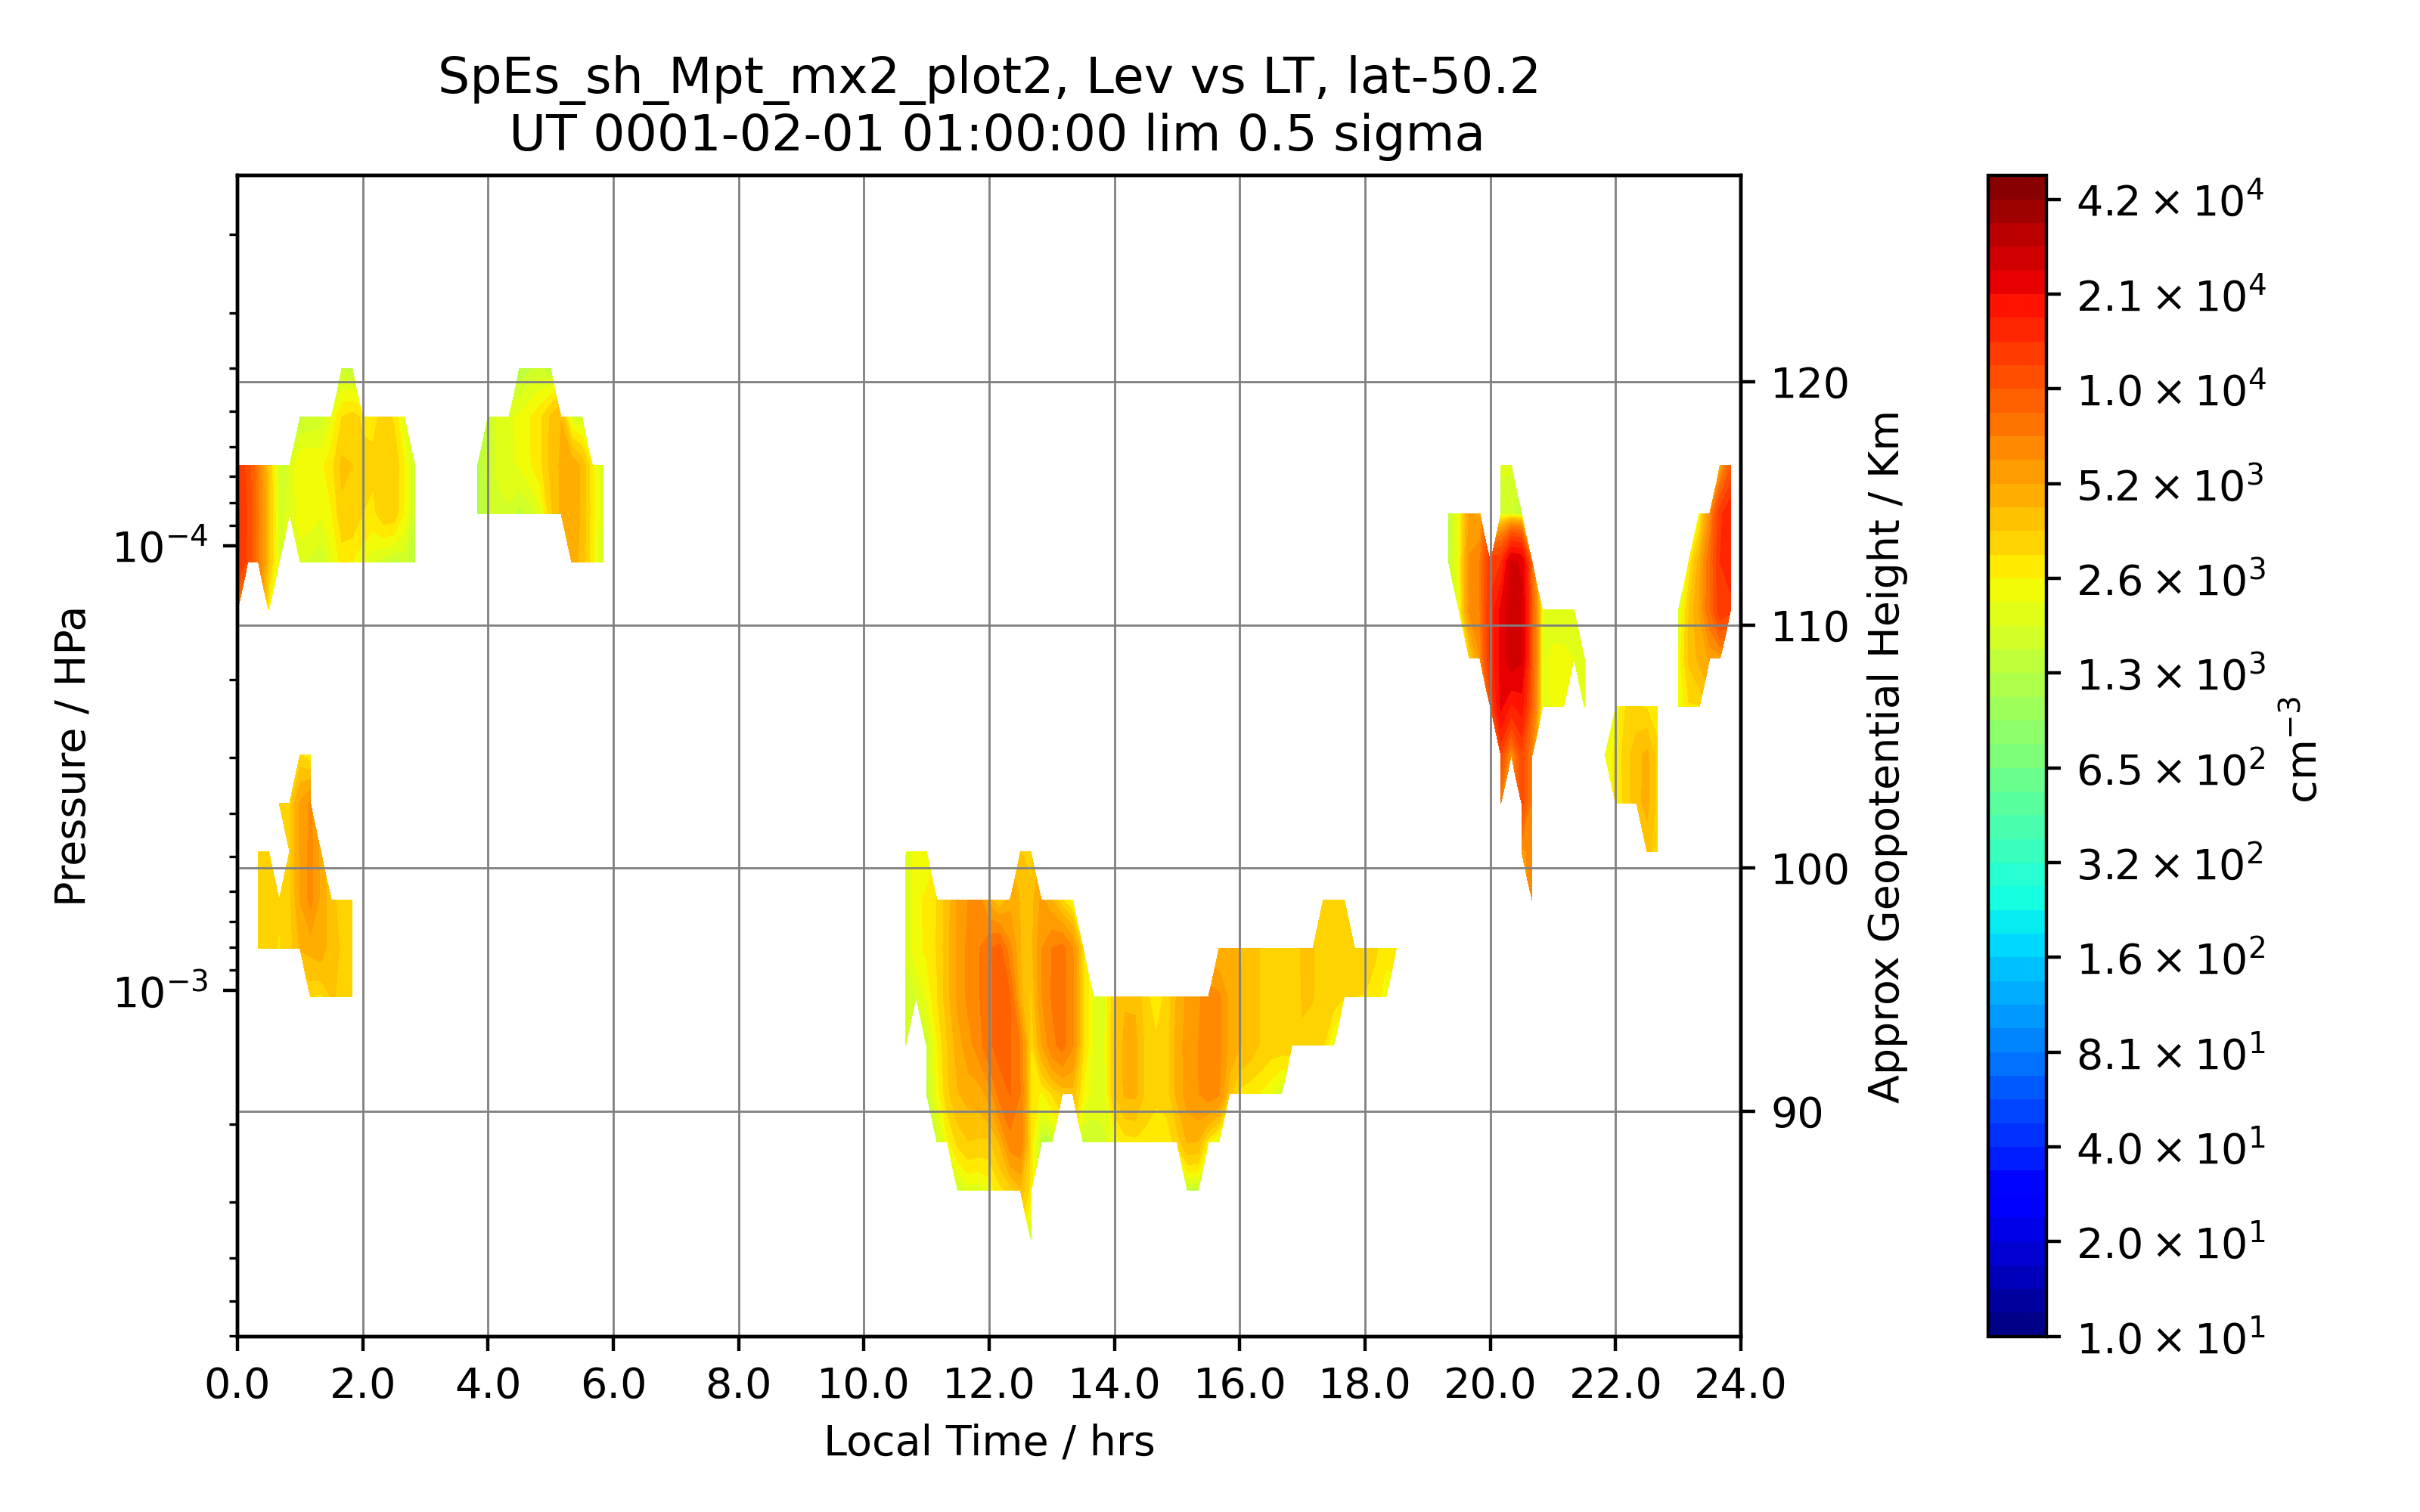 SpEs_sh_Mpt_mx2_plot2, Lev vs LT, lat-50.2
UT 0001-02-01 01:00:00 lim 0.5 sigma
Pressure / HPa
10⁻⁴
10⁻³
0.0 2.0 4.0 6.0 8.0 10.0 12.0 14.0 16.0 18.0 20.0 22.0 24.0
Local Time / hrs
120
110
100
90
Approx Geopotential Height / Km
4.2 × 10⁴
2.1 × 10⁴
1.0 × 10⁴
5.2 × 10³
2.6 × 10³
1.3 × 10³
6.5 × 10²
3.2 × 10²
1.6 × 10²
8.1 × 10¹
4.0 × 10¹
2.0 × 10¹
1.0 × 10¹
cm⁻³